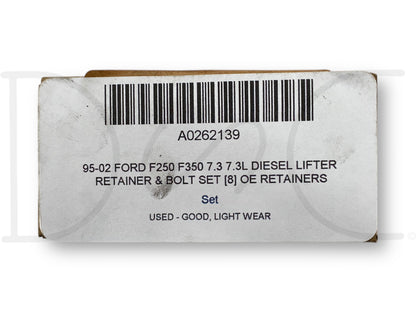 A0262139
95-02 FORD F250 F350 7.3 7.3L DIESEL LIFTER
RETAINER & BOLT SET [8] OE RETAINERS
Set
USED - GOOD, LIGHT WEAR